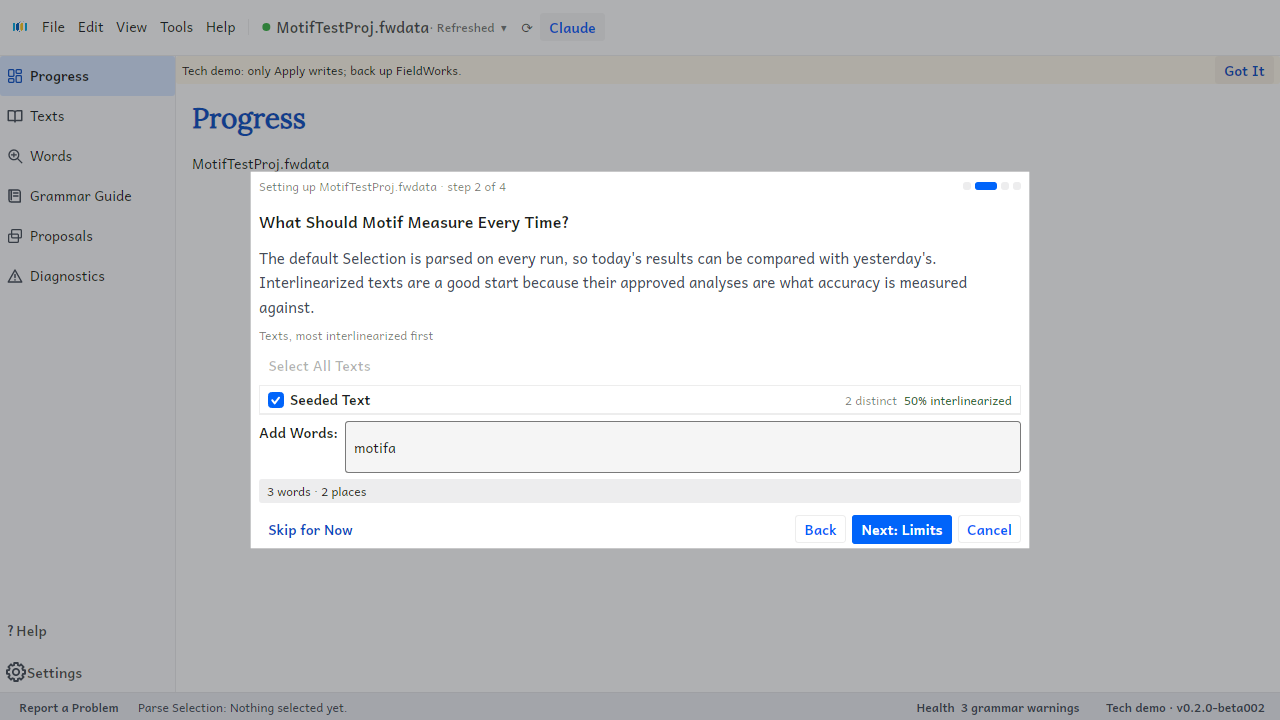 File Edit View Tools Help MotifTestProj.fwdata · Refreshed ▾ ⟳ Claude
Progress
Texts
Words
Grammar Guide
Proposals
Diagnostics
? Help
Settings
Tech demo: only Apply writes; back up FieldWorks. Got It
Progress
MotifTestProj.fwdata
Setting up MotifTestProj.fwdata · step 2 of 4
What Should Motif Measure Every Time?
The default Selection is parsed on every run, so today's results can be compared with yesterday's.
Interlinearized texts are a good start because their approved analyses are what accuracy is measured
against.
Texts, most interlinearized first
Select All Texts
Seeded Text 2 distinct 50% interlinearized
Add Words: motifa
3 words · 2 places
Skip for Now Back Next: Limits Cancel
Report a Problem Parse Selection: Nothing selected yet. Health 3 grammar warnings Tech demo · v0.2.0-beta002